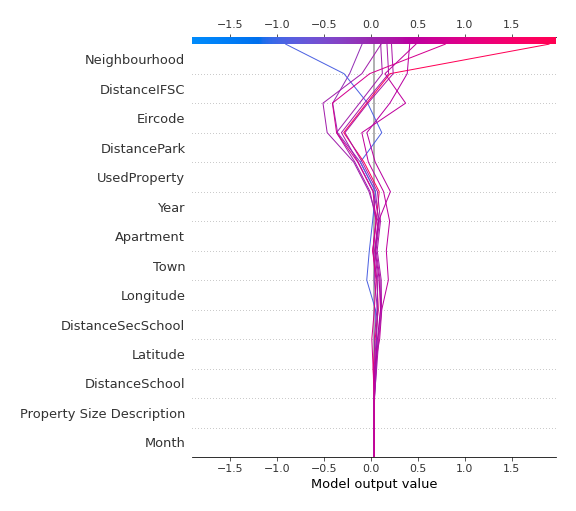 −1.5 −1.0 −0.5 0.0 0.5 1.0 1.5
Neighbourhood
DistanceIFSC
Eircode
DistancePark
UsedProperty
Year
Apartment
Town
Longitude
DistanceSecSchool
Latitude
DistanceSchool
Property Size Description
Month
−1.5 −1.0 −0.5 0.0 0.5 1.0 1.5
Model output value